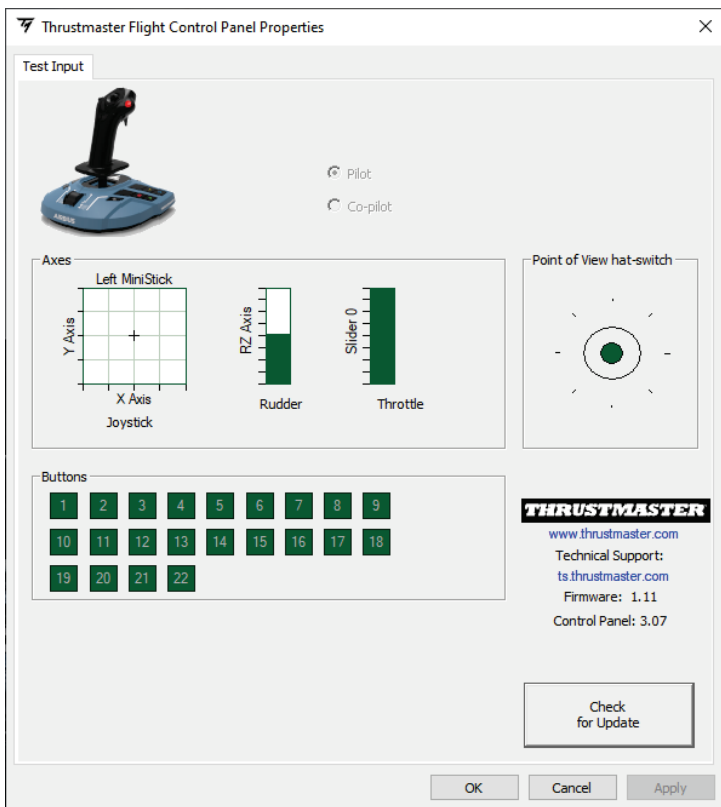 Thrustmaster Flight Control Panel Properties
Test Input
AIRBUS
Pilot
Co-pilot
Axes
Left MiniStick
Y Axis
X Axis
Joystick
RZ Axis
Rudder
Slider 0
Throttle
Point of View hat-switch
Buttons
1 2 3 4 5 6 7 8 9
10 11 12 13 14 15 16 17 18
19 20 21 22
THRUSTMASTER
www.thrustmaster.com
Technical Support:
ts.thrustmaster.com
Firmware: 1.11
Control Panel: 3.07
Check
for Update
OK Cancel Apply